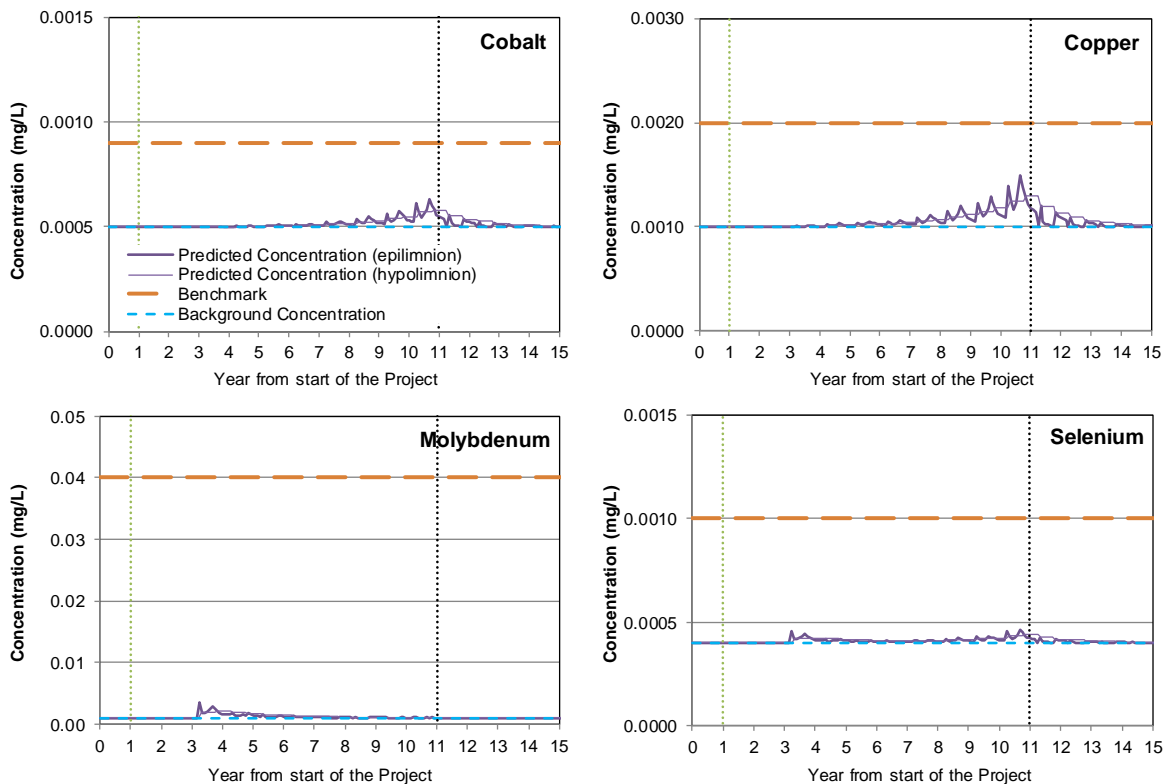 Cobalt
Concentration (mg/L)
0.0015
0.0010
0.0005
0.0000
Predicted Concentration (epilimnion)
Predicted Concentration (hypolimnion)
Benchmark
Background Concentration
0 1 2 3 4 5 6 7 8 9 10 11 12 13 14 15
Year from start of the Project
Copper
Concentration (mg/L)
0.0030
0.0020
0.0010
0.0000
0 1 2 3 4 5 6 7 8 9 10 11 12 13 14 15
Year from start of the Project
Molybdenum
Concentration (mg/L)
0.05
0.04
0.03
0.02
0.01
0.00
0 1 2 3 4 5 6 7 8 9 10 11 12 13 14 15
Year from start of the Project
Selenium
Concentration (mg/L)
0.0015
0.0010
0.0005
0.0000
0 1 2 3 4 5 6 7 8 9 10 11 12 13 14 15
Year from start of the Project